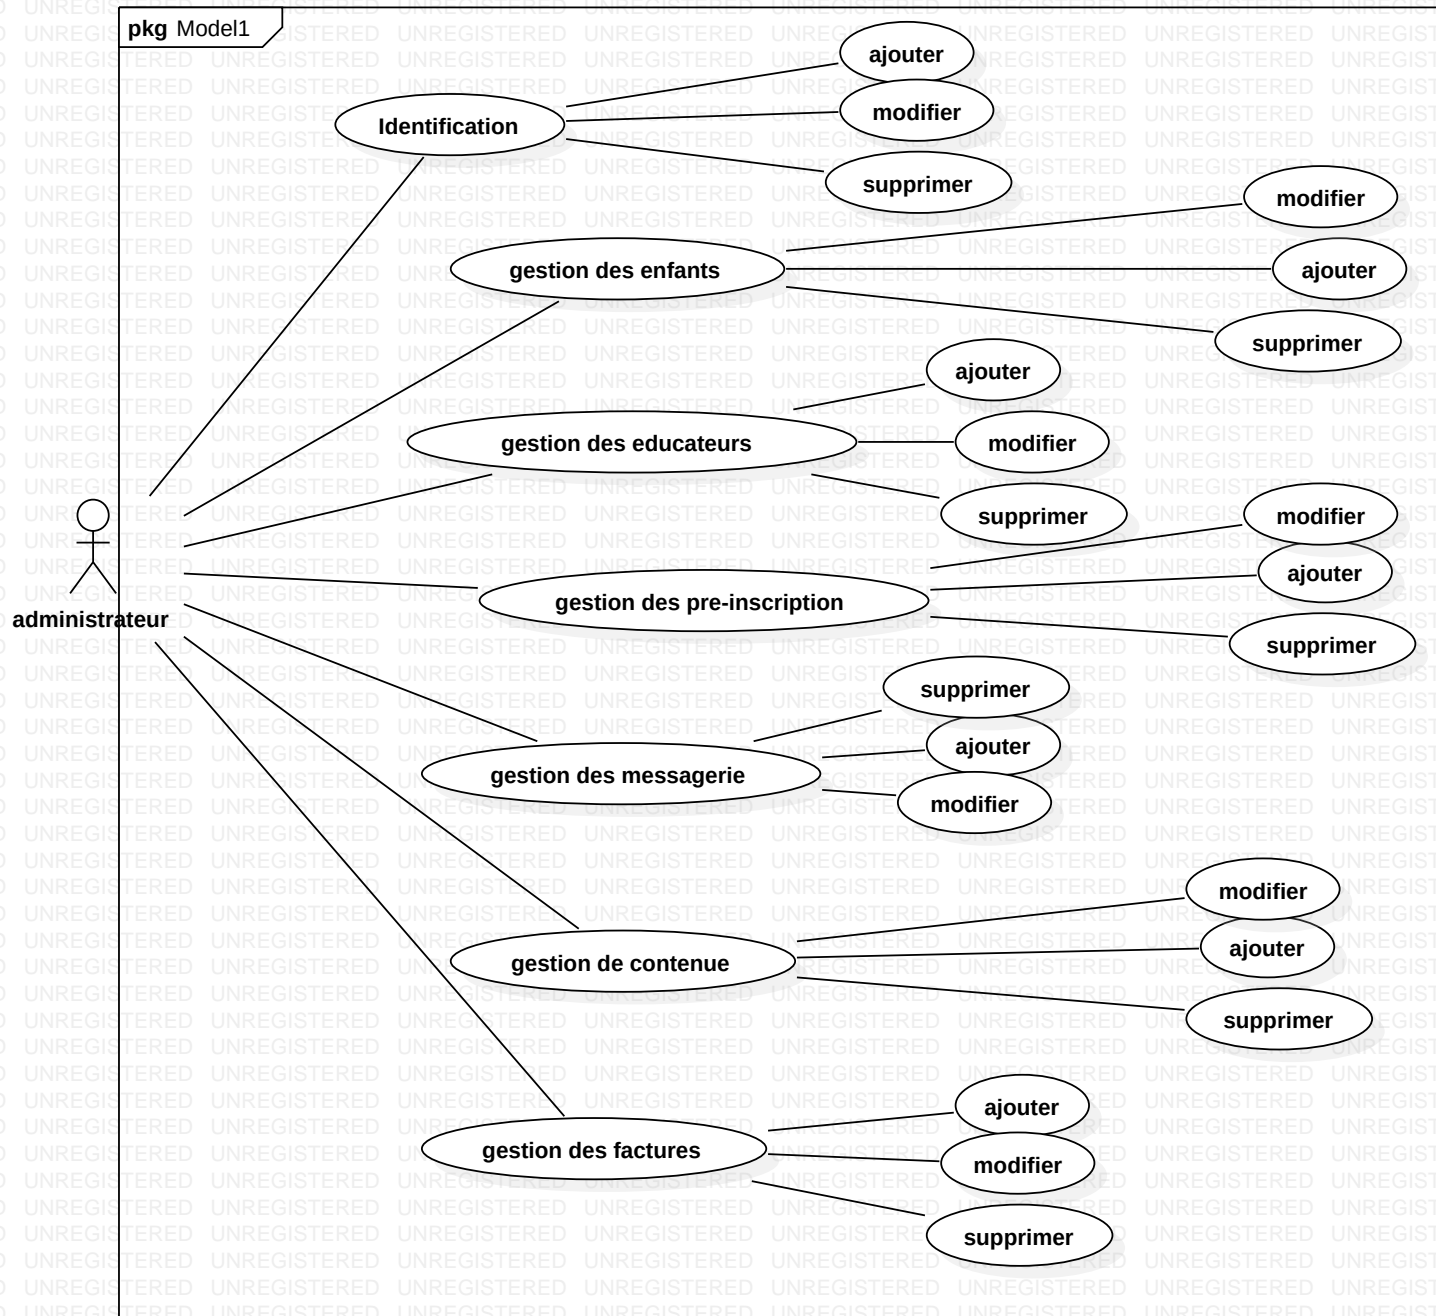 pkg Model1
ajouter
Identification
modifier
supprimer
modifier
gestion des enfants
ajouter
supprimer
ajouter
gestion des educateurs
modifier
supprimer
modifier
ajouter
gestion des pre-inscription
administrateur
supprimer
supprimer
ajouter
gestion des messagerie
modifier
modifier
ajouter
gestion de contenue
supprimer
ajouter
gestion des factures
modifier
supprimer
UNREGISTERED